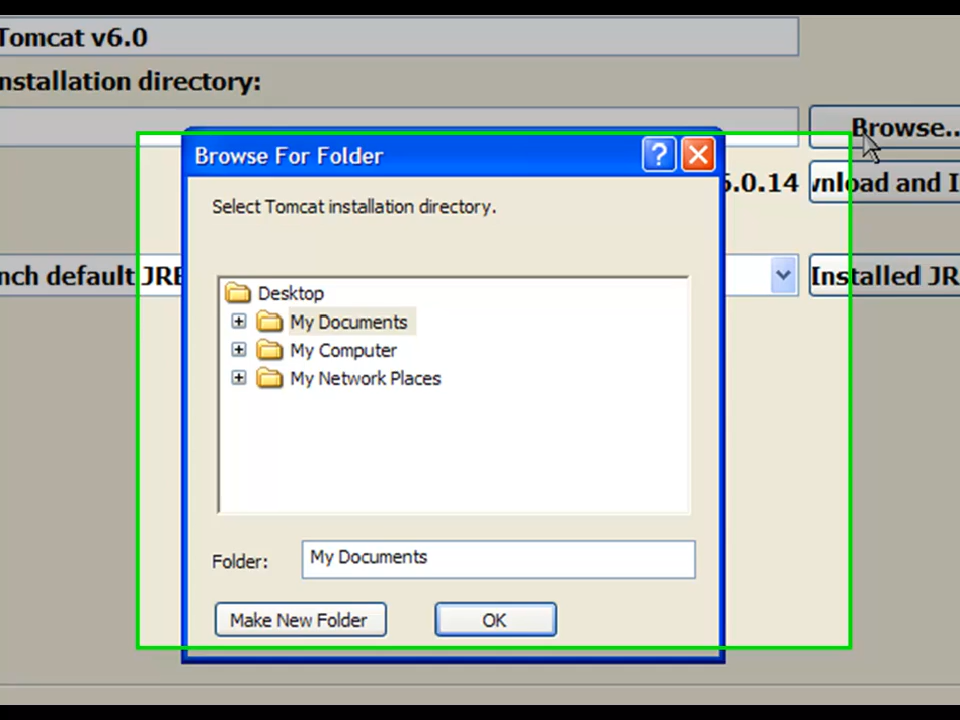 Tomcat v6.0
nstallation directory:
Browse..
Browse For Folder
?
Select Tomcat installation directory.
6.0.14
nload and I
nch default JRE
Installed JR
Desktop
My Documents
My Computer
My Network Places
Folder:
My Documents
Make New Folder
OK